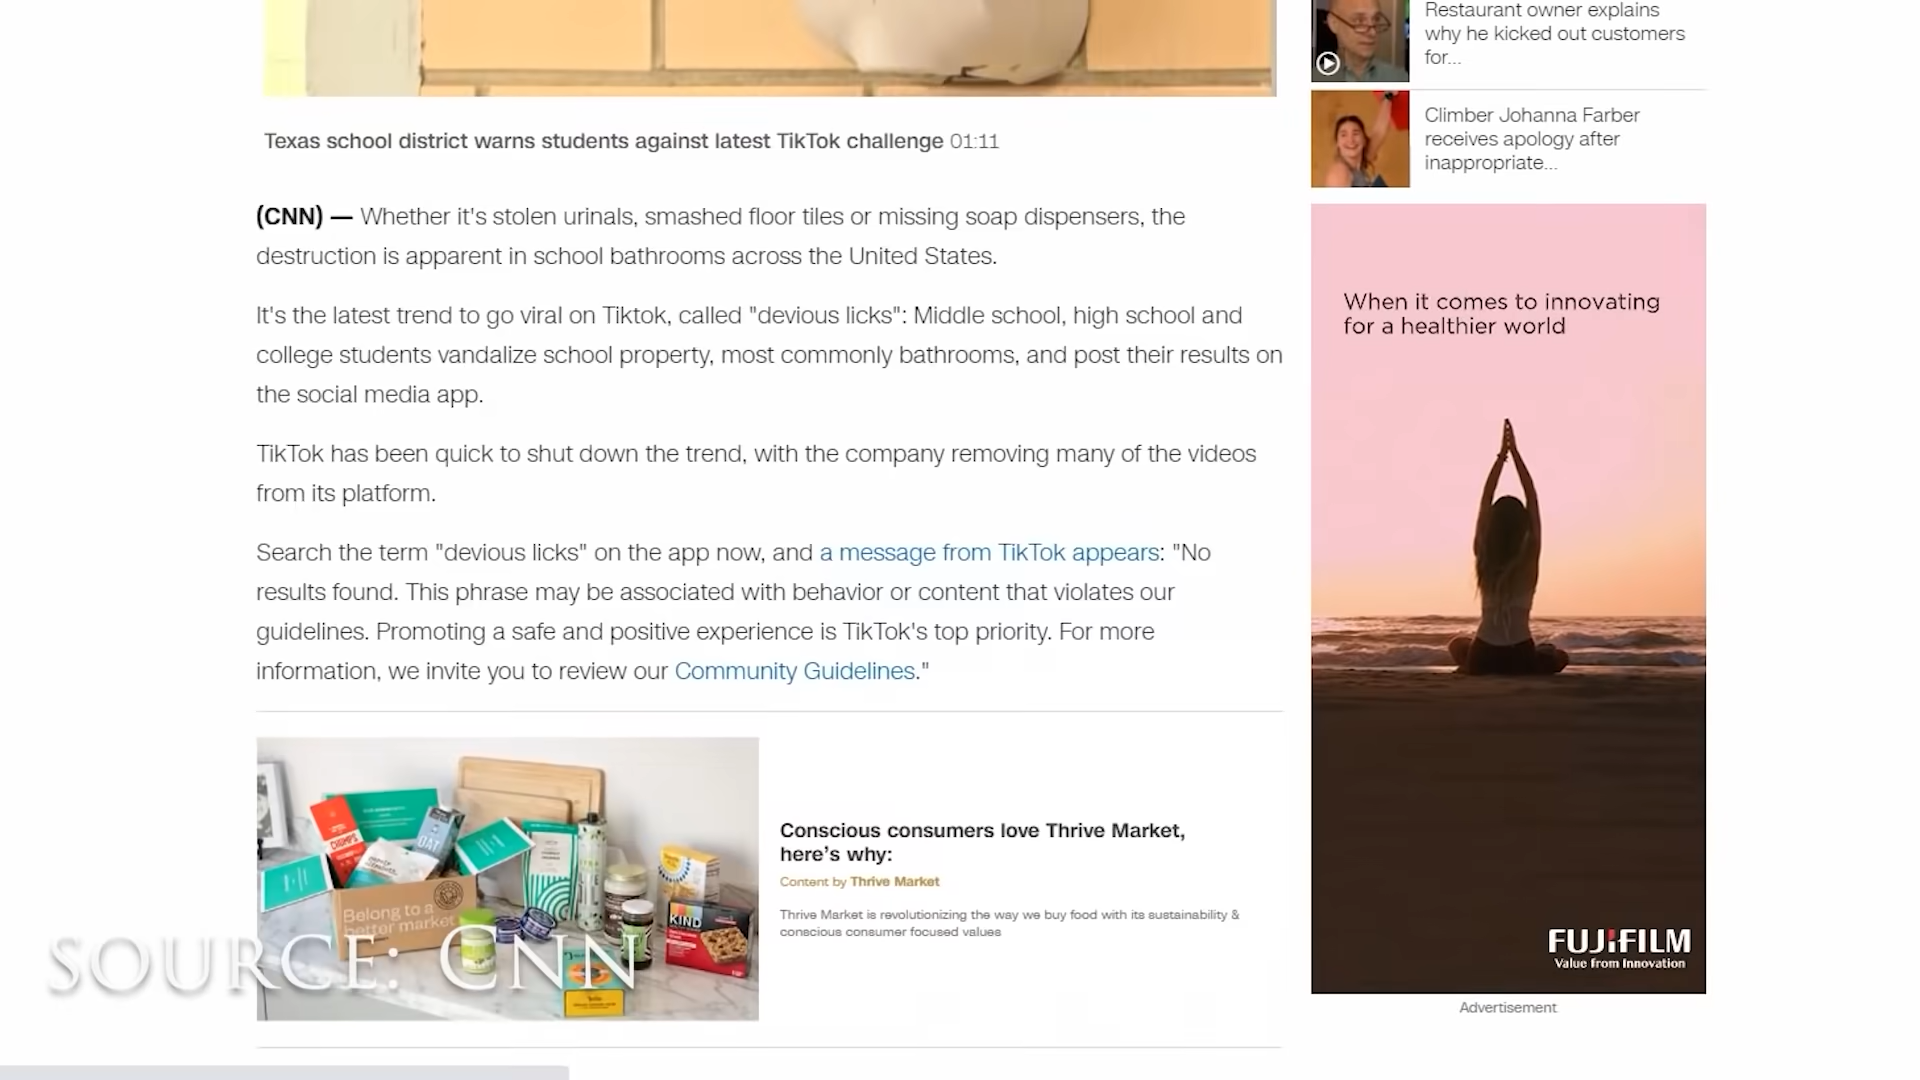 Restaurant owner explains
why he kicked out customers
for...
Climber Johanna Farber
receives apology after
inappropriate...
Texas school district warns students against latest TikTok challenge 01:11
(CNN) — Whether it's stolen urinals, smashed floor tiles or missing soap dispensers, the
destruction is apparent in school bathrooms across the United States.
It's the latest trend to go viral on Tiktok, called "devious licks": Middle school, high school and
college students vandalize school property, most commonly bathrooms, and post their results on
the social media app.
TikTok has been quick to shut down the trend, with the company removing many of the videos
from its platform.
Search the term "devious licks" on the app now, and a message from TikTok appears: "No
results found. This phrase may be associated with behavior or content that violates our
guidelines. Promoting a safe and positive experience is TikTok's top priority. For more
information, we invite you to review our Community Guidelines."
When it comes to innovating
for a healthier world
FUJIFILM
Value from Innovation
Advertisement
CHOMPS
OAT
KIND
Belong to a
better market
Conscious consumers love Thrive Market,
here's why:
Content by Thrive Market
Thrive Market is revolutionizing the way we buy food with its sustainability &
conscious consumer focused values
SOURCE: CNN